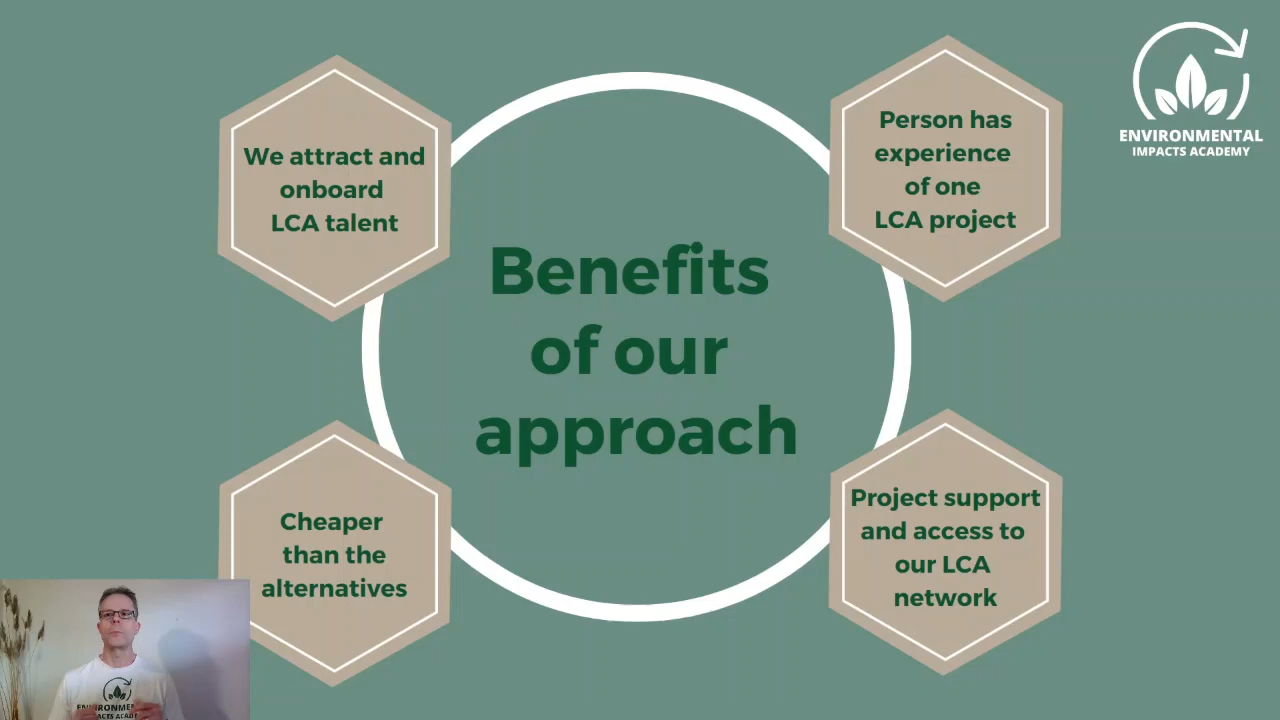 We attract and
onboard
LCA talent
Person has
experience
of one
LCA project
ENVIRONMENTAL
IMPACTS ACADEMY
Benefits
of our
approach
Cheaper
than the
alternatives
Project support
and access to
our LCA
network